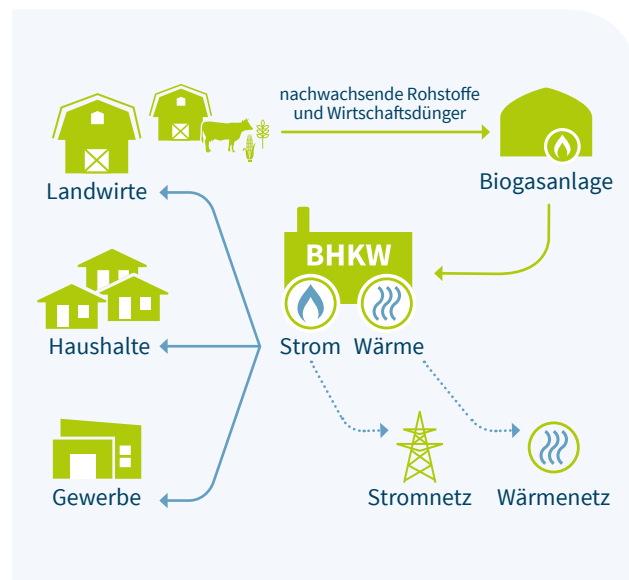 nachwachsende Rohstoffe
und Wirtschaftsdünger
Landwirte
Biogasanlage
BHKW
Haushalte
Strom
Wärme
Gewerbe
Stromnetz
Wärmenetz